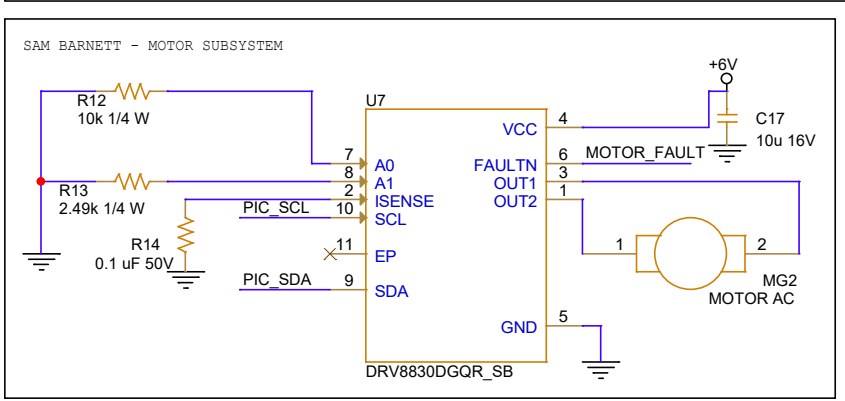 SAM BARNETT - MOTOR SUBSYSTEM
+6V
R12
10k 1/4 W
U7
C17
10u 16V
VCC
4
7
A0
FAULTN
6
MOTOR_FAULT
R13
2.49k 1/4 W
8
A1
OUT1
3
2
ISENSE
OUT2
1
PIC_SCL
10
SCL
R14
0.1 uF 50V
11
EP
1
2
MG2
MOTOR AC
PIC_SDA
9
SDA
GND
5
DRV8830DGQR_SB